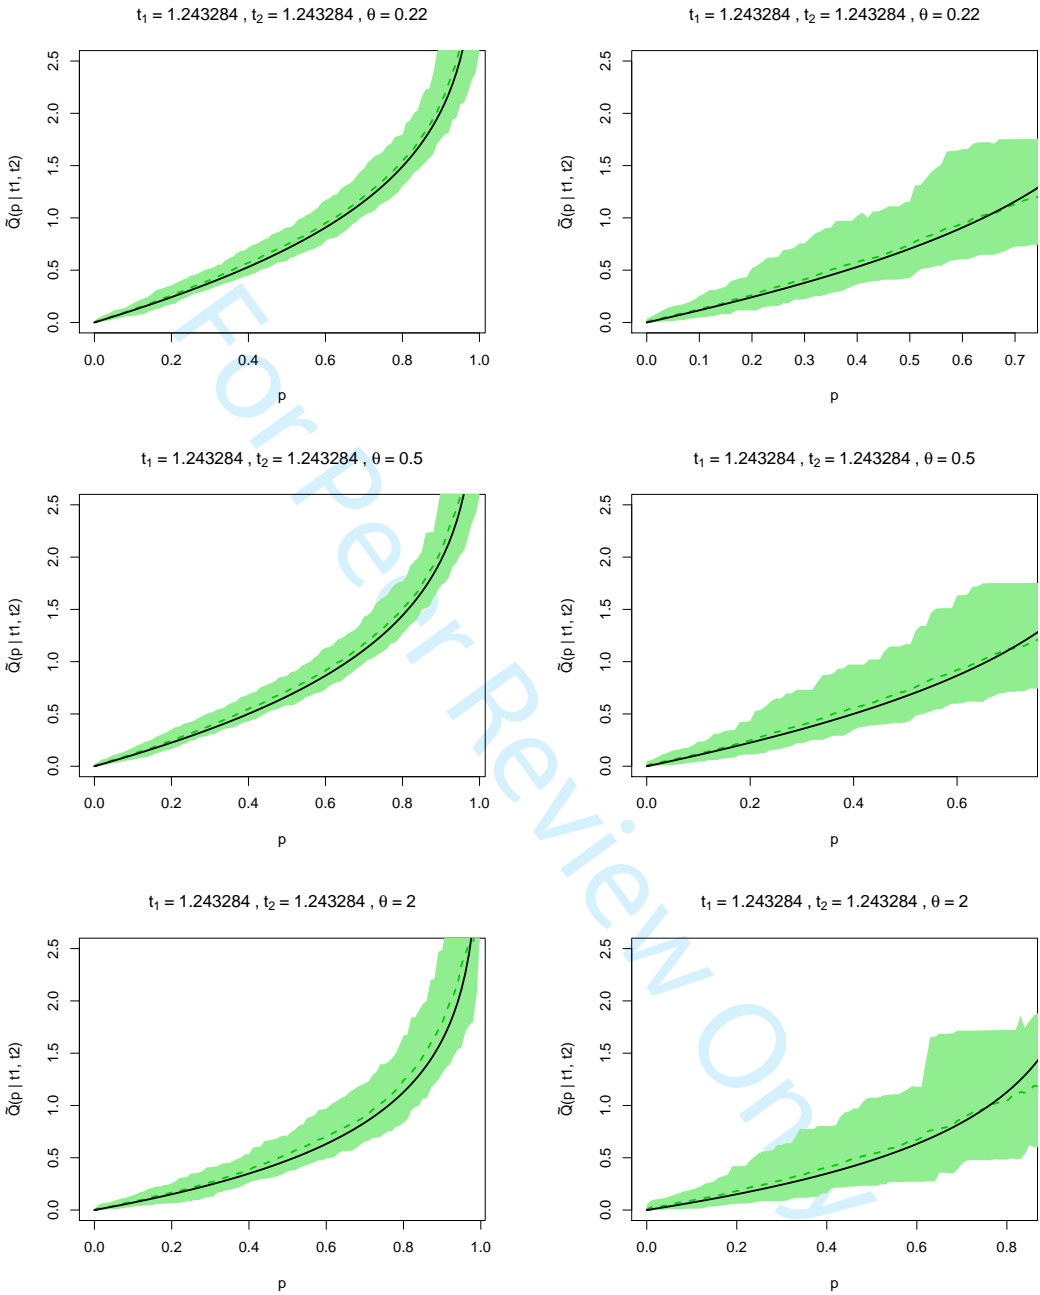 t₁ = 1.243284 , t₂ = 1.243284 , θ = 0.22
t₁ = 1.243284 , t₂ = 1.243284 , θ = 0.22
Q̃(p | t1, t2)
2.5
2.0
1.5
1.0
0.5
0.0
0.0 0.2 0.4 0.6 0.8 1.0
p
Q̃(p | t1, t2)
2.5
2.0
1.5
1.0
0.5
0.0
0.0 0.1 0.2 0.3 0.4 0.5 0.6 0.7
p
t₁ = 1.243284 , t₂ = 1.243284 , θ = 0.5
t₁ = 1.243284 , t₂ = 1.243284 , θ = 0.5
Q̃(p | t1, t2)
2.5
2.0
1.5
1.0
0.5
0.0
0.0 0.2 0.4 0.6 0.8 1.0
p
Q̃(p | t1, t2)
2.5
2.0
1.5
1.0
0.5
0.0
0.0 0.2 0.4 0.6
p
t₁ = 1.243284 , t₂ = 1.243284 , θ = 2
t₁ = 1.243284 , t₂ = 1.243284 , θ = 2
Q̃(p | t1, t2)
2.5
2.0
1.5
1.0
0.5
0.0
0.0 0.2 0.4 0.6 0.8 1.0
p
Q̃(p | t1, t2)
2.5
2.0
1.5
1.0
0.5
0.0
0.0 0.2 0.4 0.6 0.8
p
For Peer Review Only